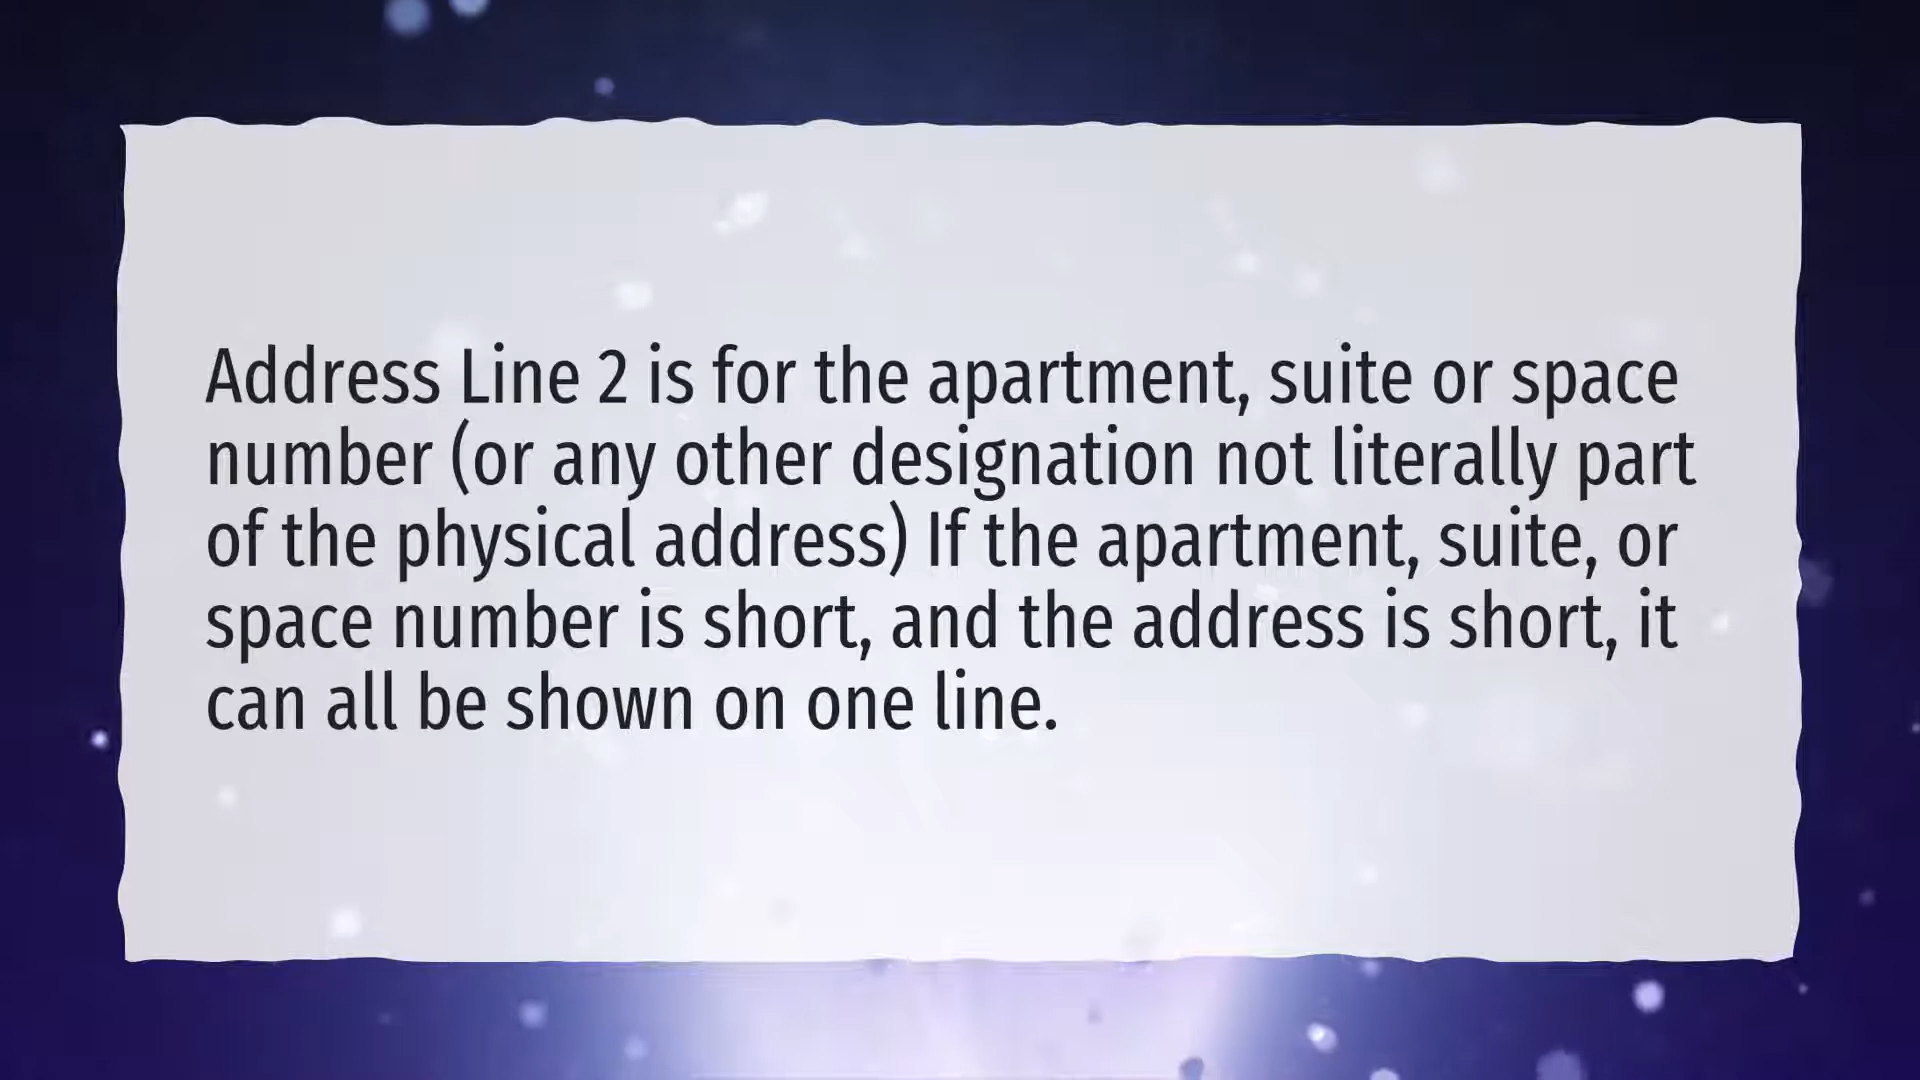 Address Line 2 is for the apartment, suite or space
number (or any other designation not literally part
of the physical address) If the apartment, suite, or
space number is short, and the address is short, it
can all be shown on one line.